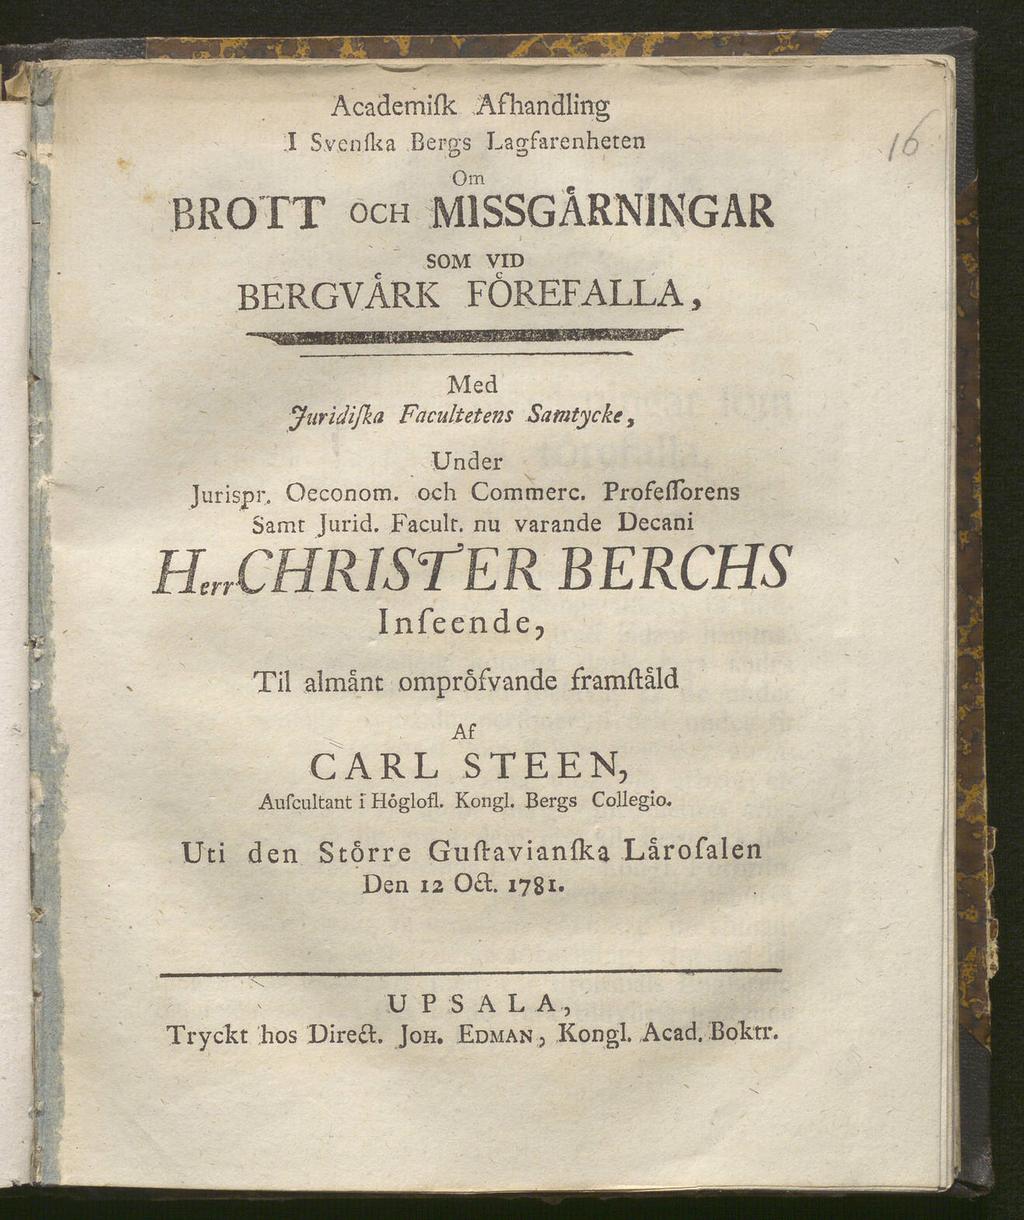 Academiſk Afhandling
I Svenſka Bergs Lagfarenheten
Om
BROTT OCH MISSGÅRNINGAR
SOM VID
BERGVÅRK FÖREFALLA,
Med
Juridiſka Facultetens Samtycke,
Under
Jurispr. Oeconom. och Commerc. Profeſſorens
Samt Jurid. Facult. nu varande Decani
Herr CHRISTER BERCHS
Inſeende,
Til almånt ompröfvande framſtåld
Af
CARL STEEN,
Auſcultant i Högloſl. Kongl. Bergs Collegio.
Uti den Större Guſtavianſka Låroſalen
Den 12 Oct. 1781.
UPSALA,
Tryckt hos Direct. JOH. EDMAN, Kongl. Acad. Boktr.
16